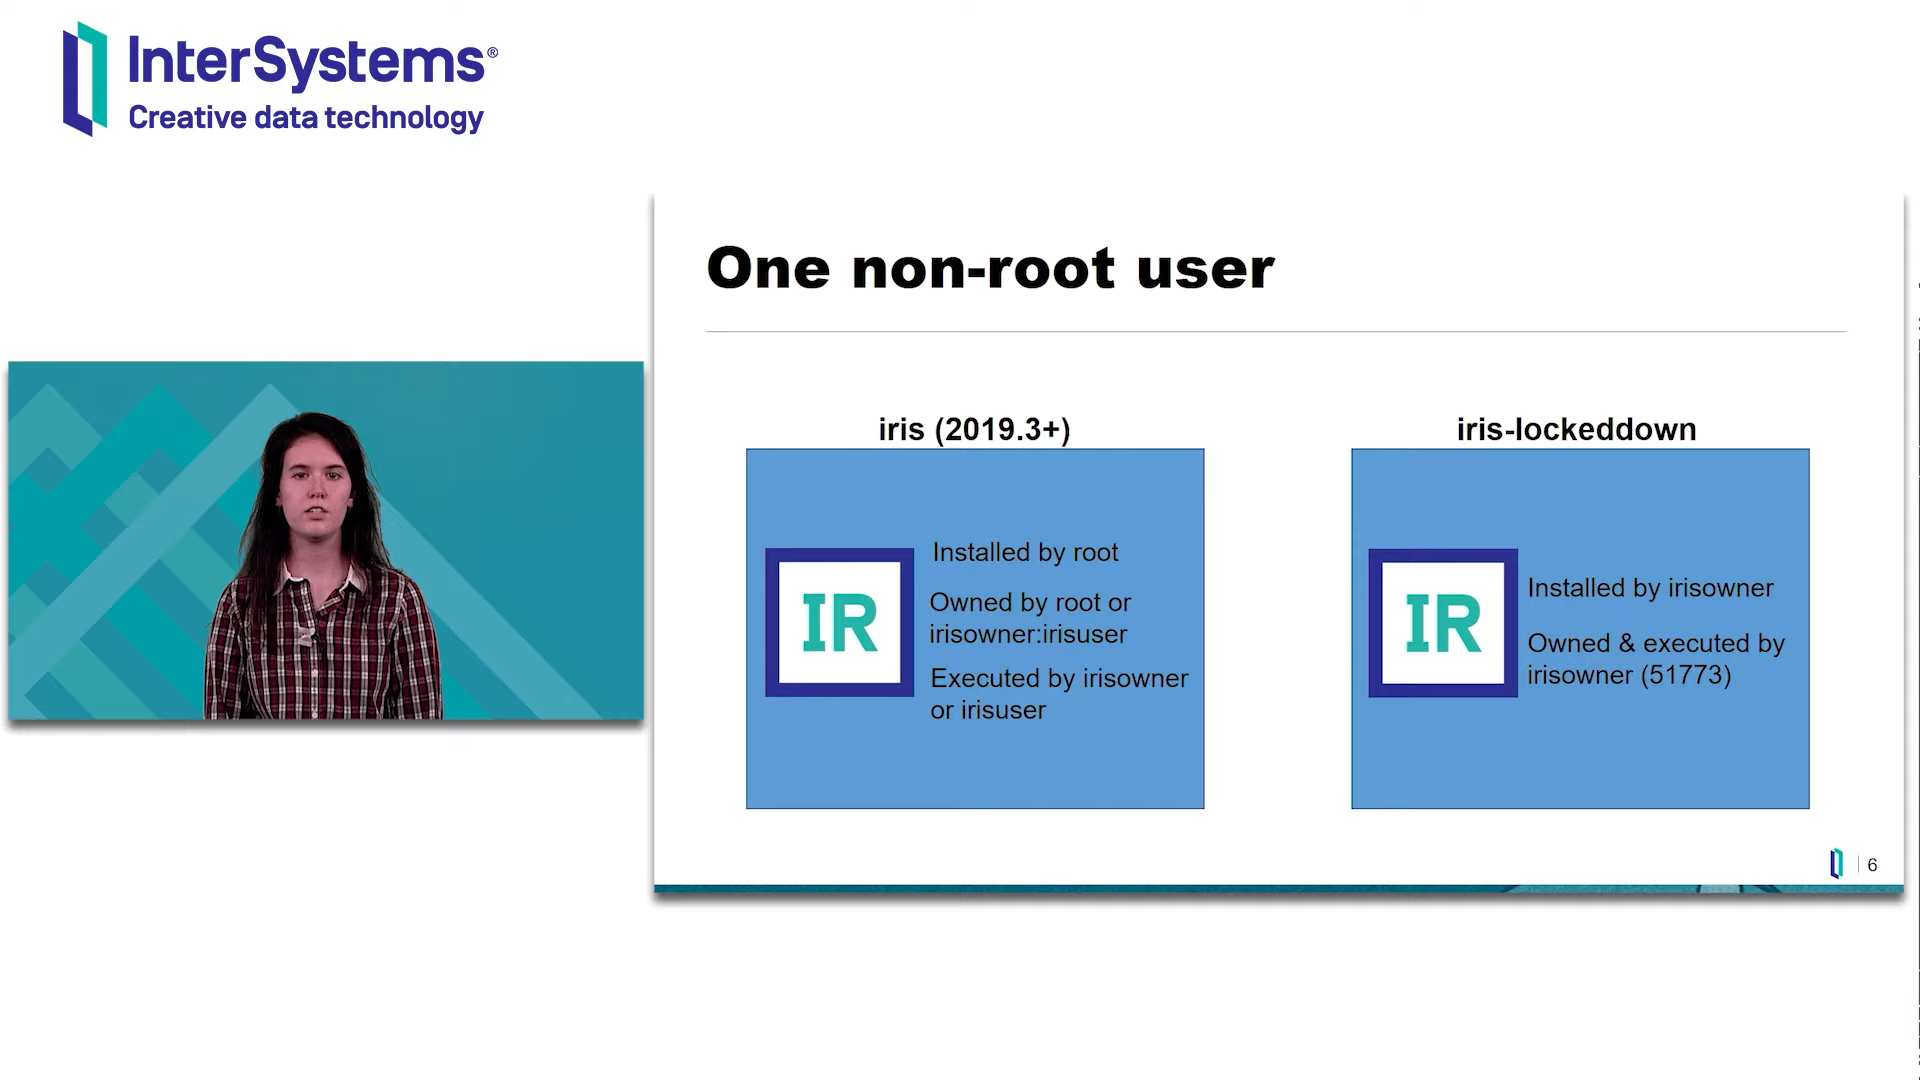 InterSystems®
Creative data technology
One non-root user
iris (2019.3+)
IR
Installed by root
Owned by root or
irisowner:irisuser
Executed by irisowner
or irisuser
iris-lockeddown
IR
Installed by irisowner
Owned & executed by
irisowner (51773)
6